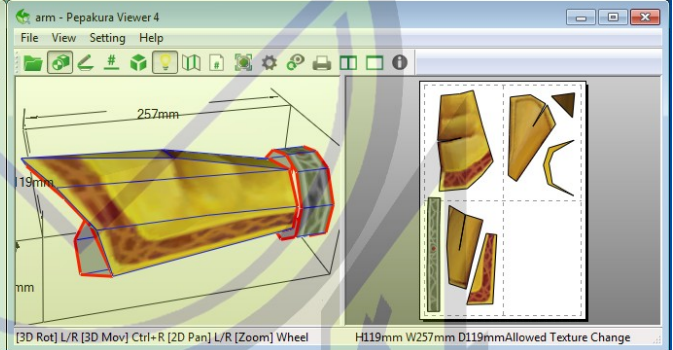 arm - Pepakura Viewer 4
File View Setting Help
257mm
119mm
mm
[3D Rot] L/R [3D Mov] Ctrl+R [2D Pan] L/R [Zoom] Wheel
H119mm W257mm D119mmAllowed Texture Change